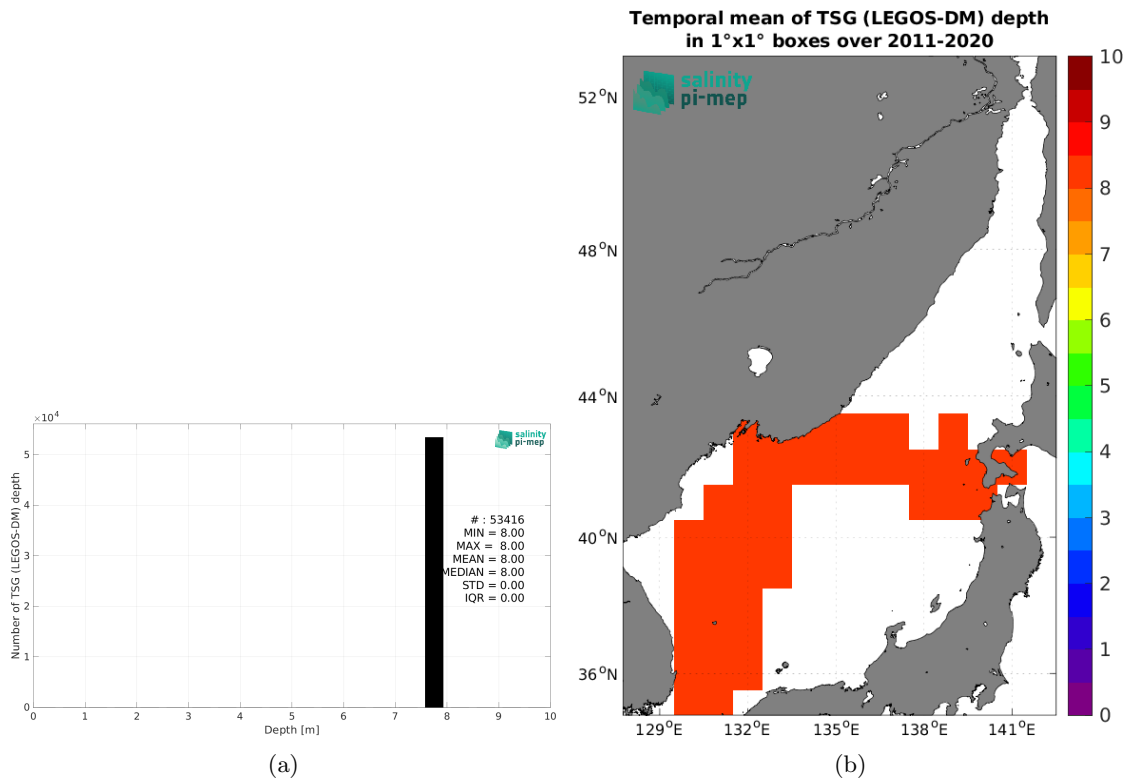 ×10⁴
5
4
3
2
1
0
Number of TSG (LEGOS-DM) depth
salinity
pi-mep
# : 53416
MIN = 8.00
MAX = 8.00
MEAN = 8.00
MEDIAN = 8.00
STD = 0.00
IQR = 0.00
0 1 2 3 4 5 6 7 8 9 10
Depth [m]
(a)
Temporal mean of TSG (LEGOS-DM) depth
in 1°x1° boxes over 2011-2020
salinity
pi-mep
52°N
48°N
44°N
40°N
36°N
129°E 132°E 135°E 138°E 141°E
10
9
8
7
6
5
4
3
2
1
0
(b)